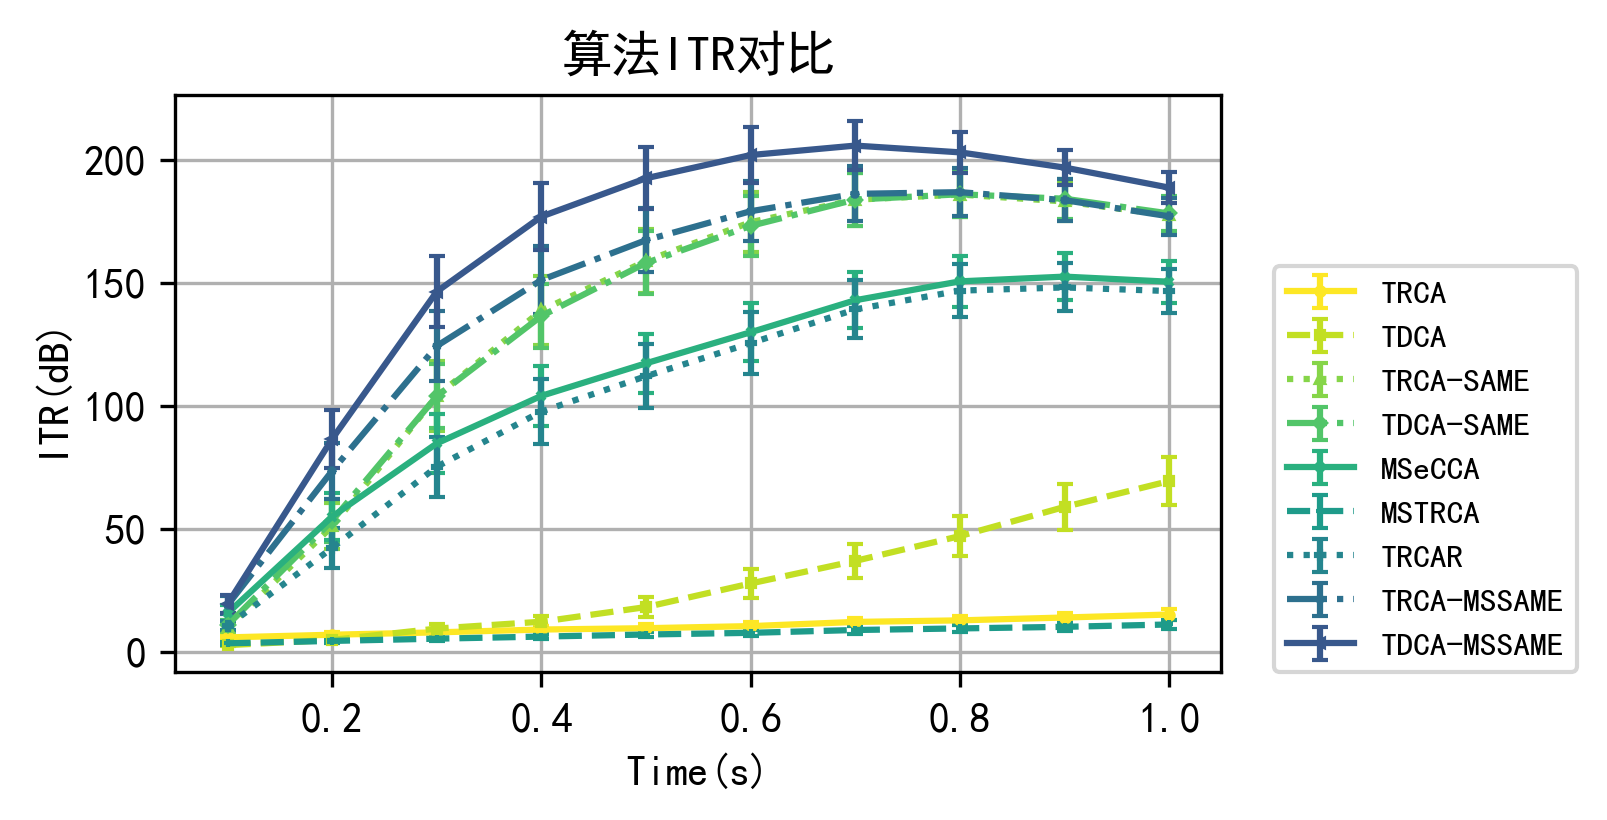 算法ITR对比
ITR(dB)
200
150
100
50
0
0.2 0.4 0.6 0.8 1.0
Time(s)
TRCA
TDCA
TRCA-SAME
TDCA-SAME
MSeCCA
MSTRCA
TRCAR
TRCA-MSSAME
TDCA-MSSAME